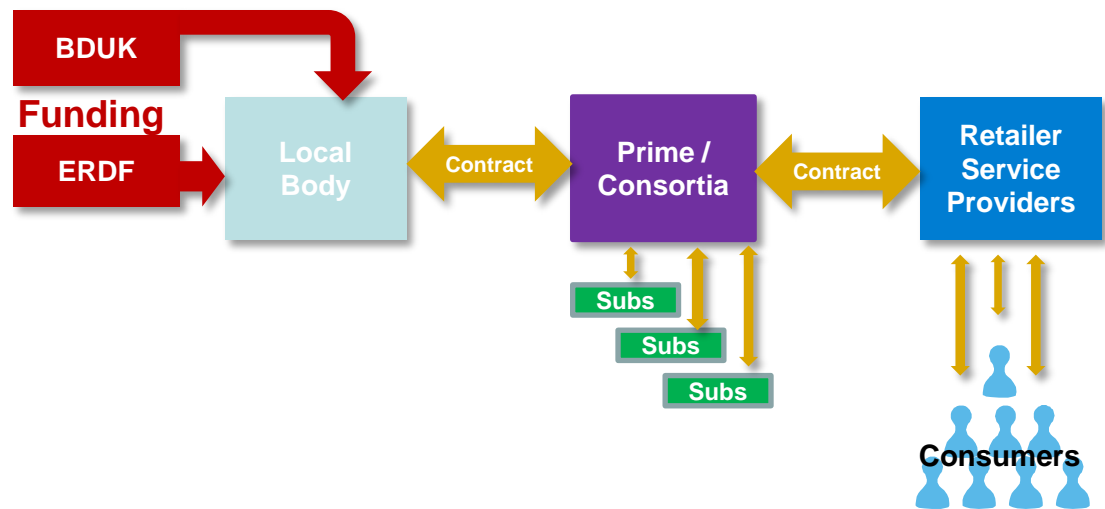 BDUK
Funding
ERDF
Local
Body
Contract
Prime /
Consortia
Contract
Retailer
Service
Providers
Subs
Subs
Subs
Consumers